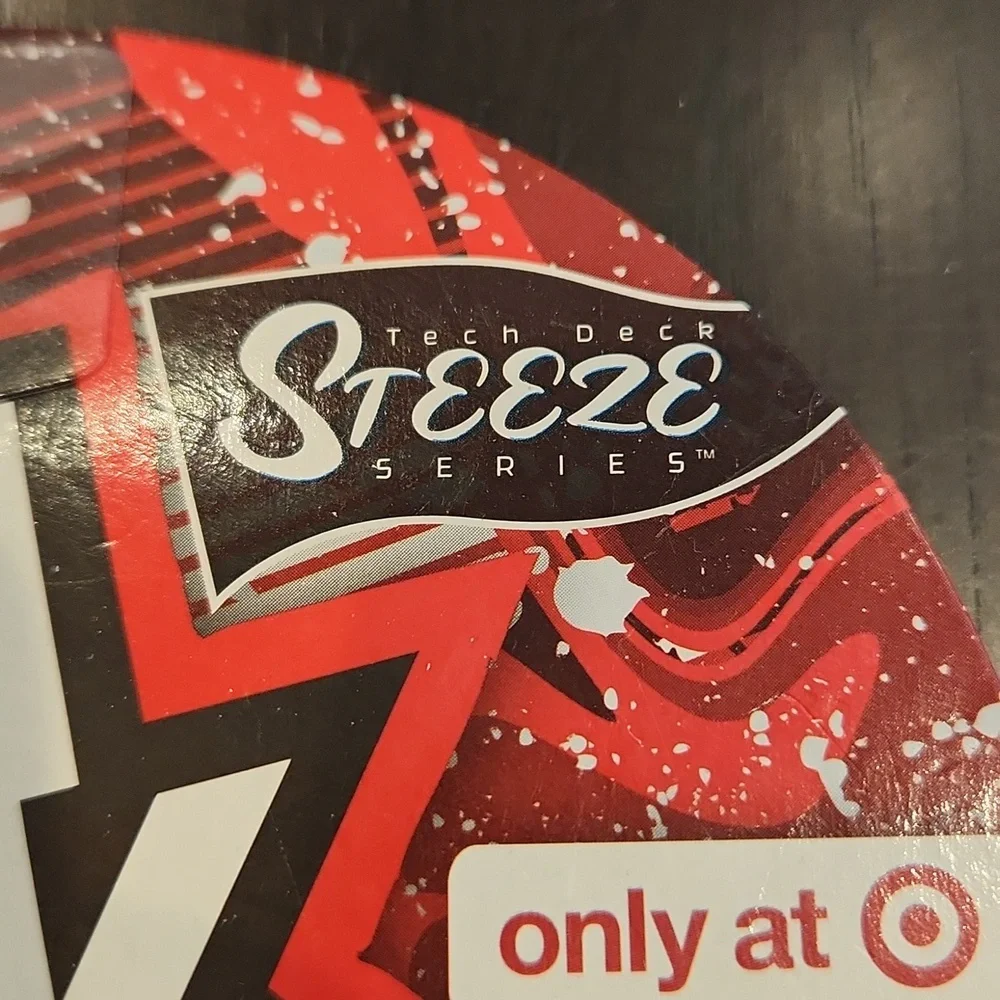 Tech Deck
STEEZE
SERIES™
only at